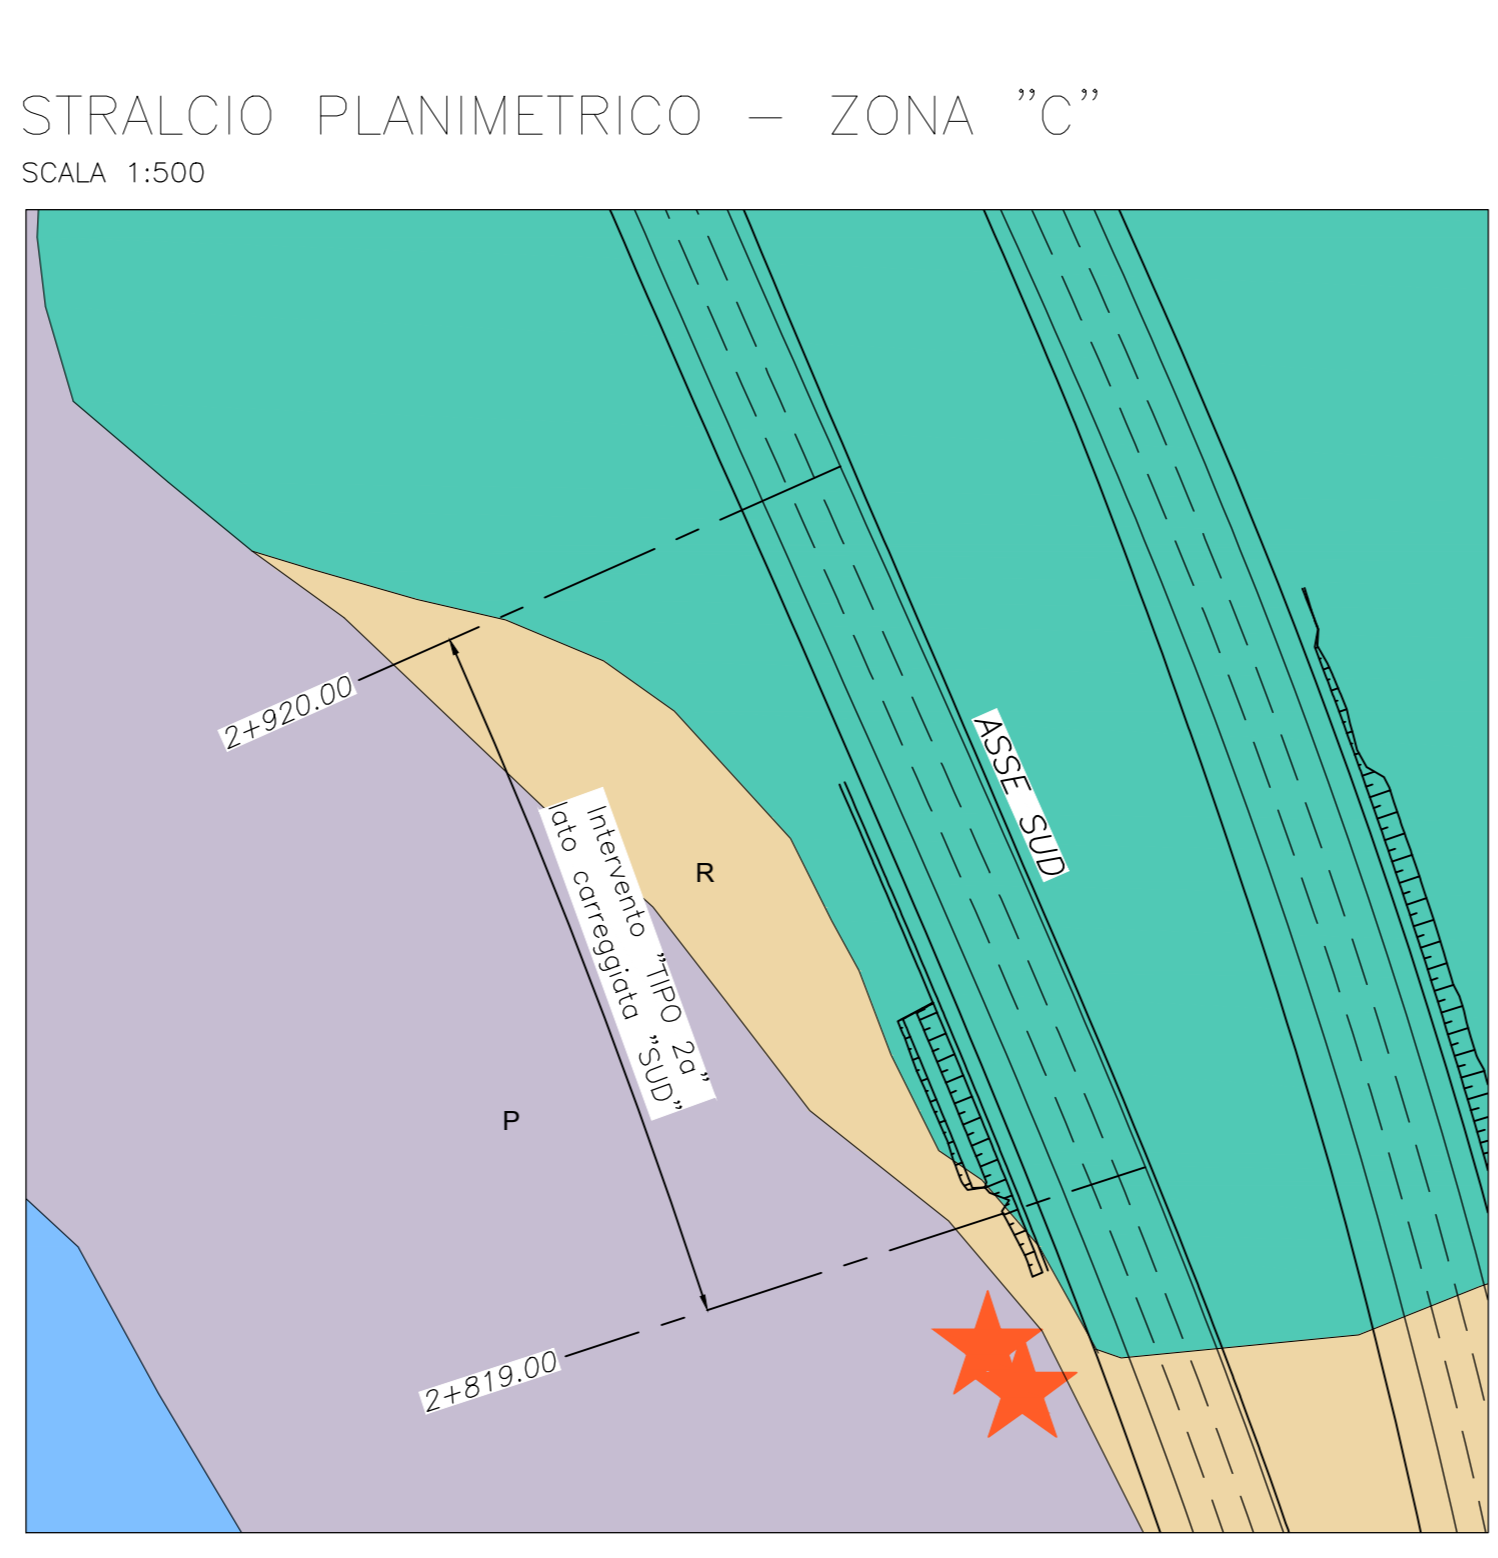 STRALCIO PLANIMETRICO – ZONA ”C”
SCALA 1:500
2+920.00
ASSE SUD
Intervento ”TIPO 2a”
lato carreggiata ”SUD”
R
P
2+819.00